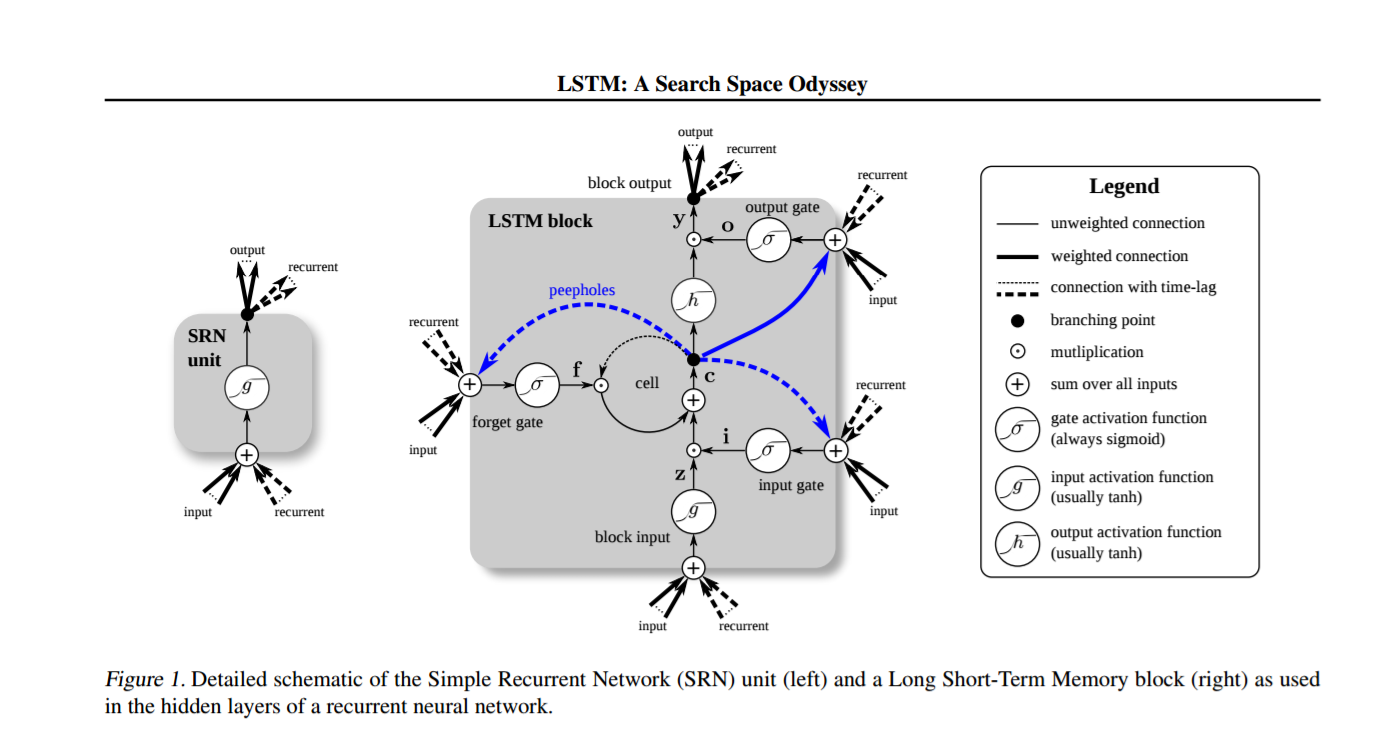 LSTM: A Search Space Odyssey
output
recurrent
SRN
unit
g
+
input
recurrent
output
recurrent
block output
LSTM block
y
o
output gate
σ
+
recurrent
input
h
peepholes
recurrent
+
σ
f
cell
c
+
forget gate
input
recurrent
i
σ
+
input gate
input
z
g
block input
+
input
recurrent
Legend
unweighted connection
weighted connection
connection with time-lag
branching point
mutliplication
+ sum over all inputs
σ gate activation function
(always sigmoid)
g input activation function
(usually tanh)
h output activation function
(usually tanh)
Figure 1. Detailed schematic of the Simple Recurrent Network (SRN) unit (left) and a Long Short-Term Memory block (right) as used
in the hidden layers of a recurrent neural network.